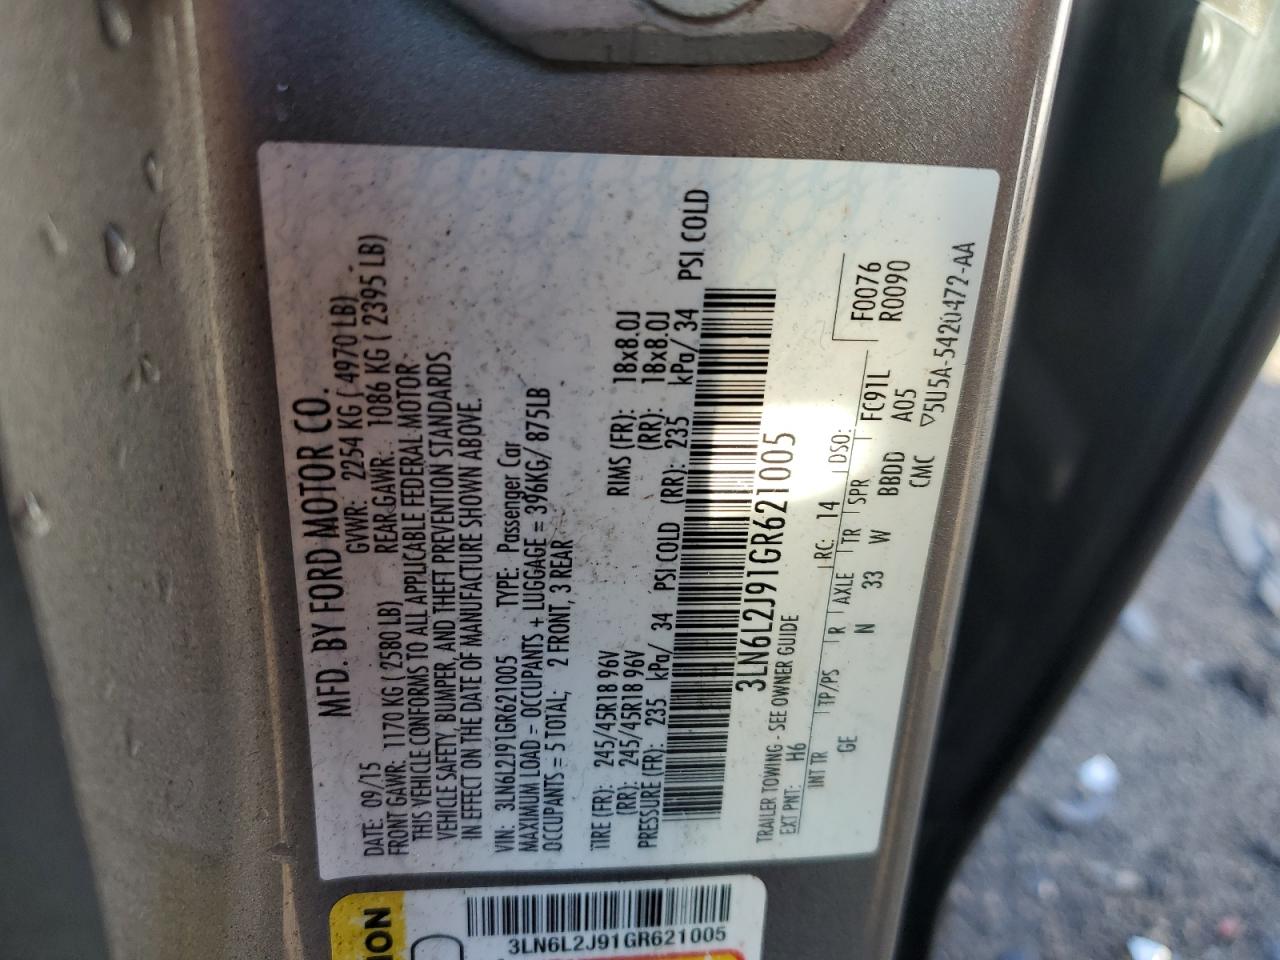 MFD. BY FORD MOTOR CO.
DATE: 09/15 GVWR: 2254 KG ( 4970 LB)
FRONT GAWR: 1170 KG ( 2580 LB) REAR GAWR: 1086 KG ( 2395 LB)
THIS VEHICLE CONFORMS TO ALL APPLICABLE FEDERAL MOTOR
VEHICLE SAFETY, BUMPER, AND THEFT PREVENTION STANDARDS
IN EFFECT ON THE DATE OF MANUFACTURE SHOWN ABOVE.
VIN: 3LN6L2J91GR621005 TYPE: Passenger Car
MAXIMUM LOAD = OCCUPANTS + LUGGAGE = 396KG/ 875LB
OCCUPANTS = 5 TOTAL; 2 FRONT, 3 REAR
TIRE (FR): 245/45R18 96V RIMS (FR): 18x8.0J
(RR): 245/45R18 96V (RR): 18x8.0J
PRESSURE (FR): 235 kPa/ 34 PSI COLD (RR): 235 kPa/ 34 PSI COLD
3LN6L2J91GR621005
TRAILER TOWING - SEE OWNER GUIDE
EXT PNT: H6 RC: 14 DSO: F0076
R0090
INT TR TP/PS R AXLE TR SPR FC91L
GE N 33 W BBDD A05
CMC ▽5U5A-5420472-AA
ION
3LN6L2J91GR621005